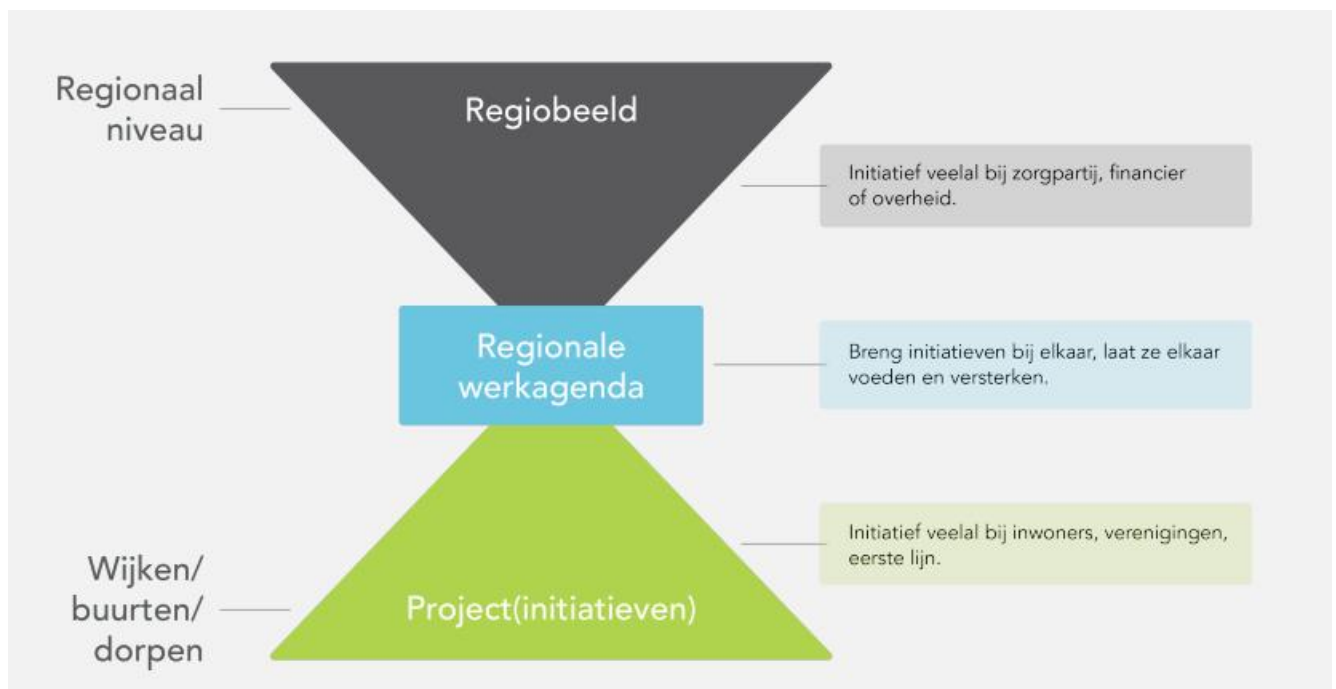 Regionaal
niveau
Regiobeeld
Initiatief veelal bij zorgpartij, financier
of overheid.
Regionale
werkagenda
Breng initiatieven bij elkaar, laat ze elkaar
voeden en versterken.
Initiatief veelal bij inwoners, verenigingen,
eerste lijn.
Wijken/
buurten/
dorpen
Project(initiatieven)